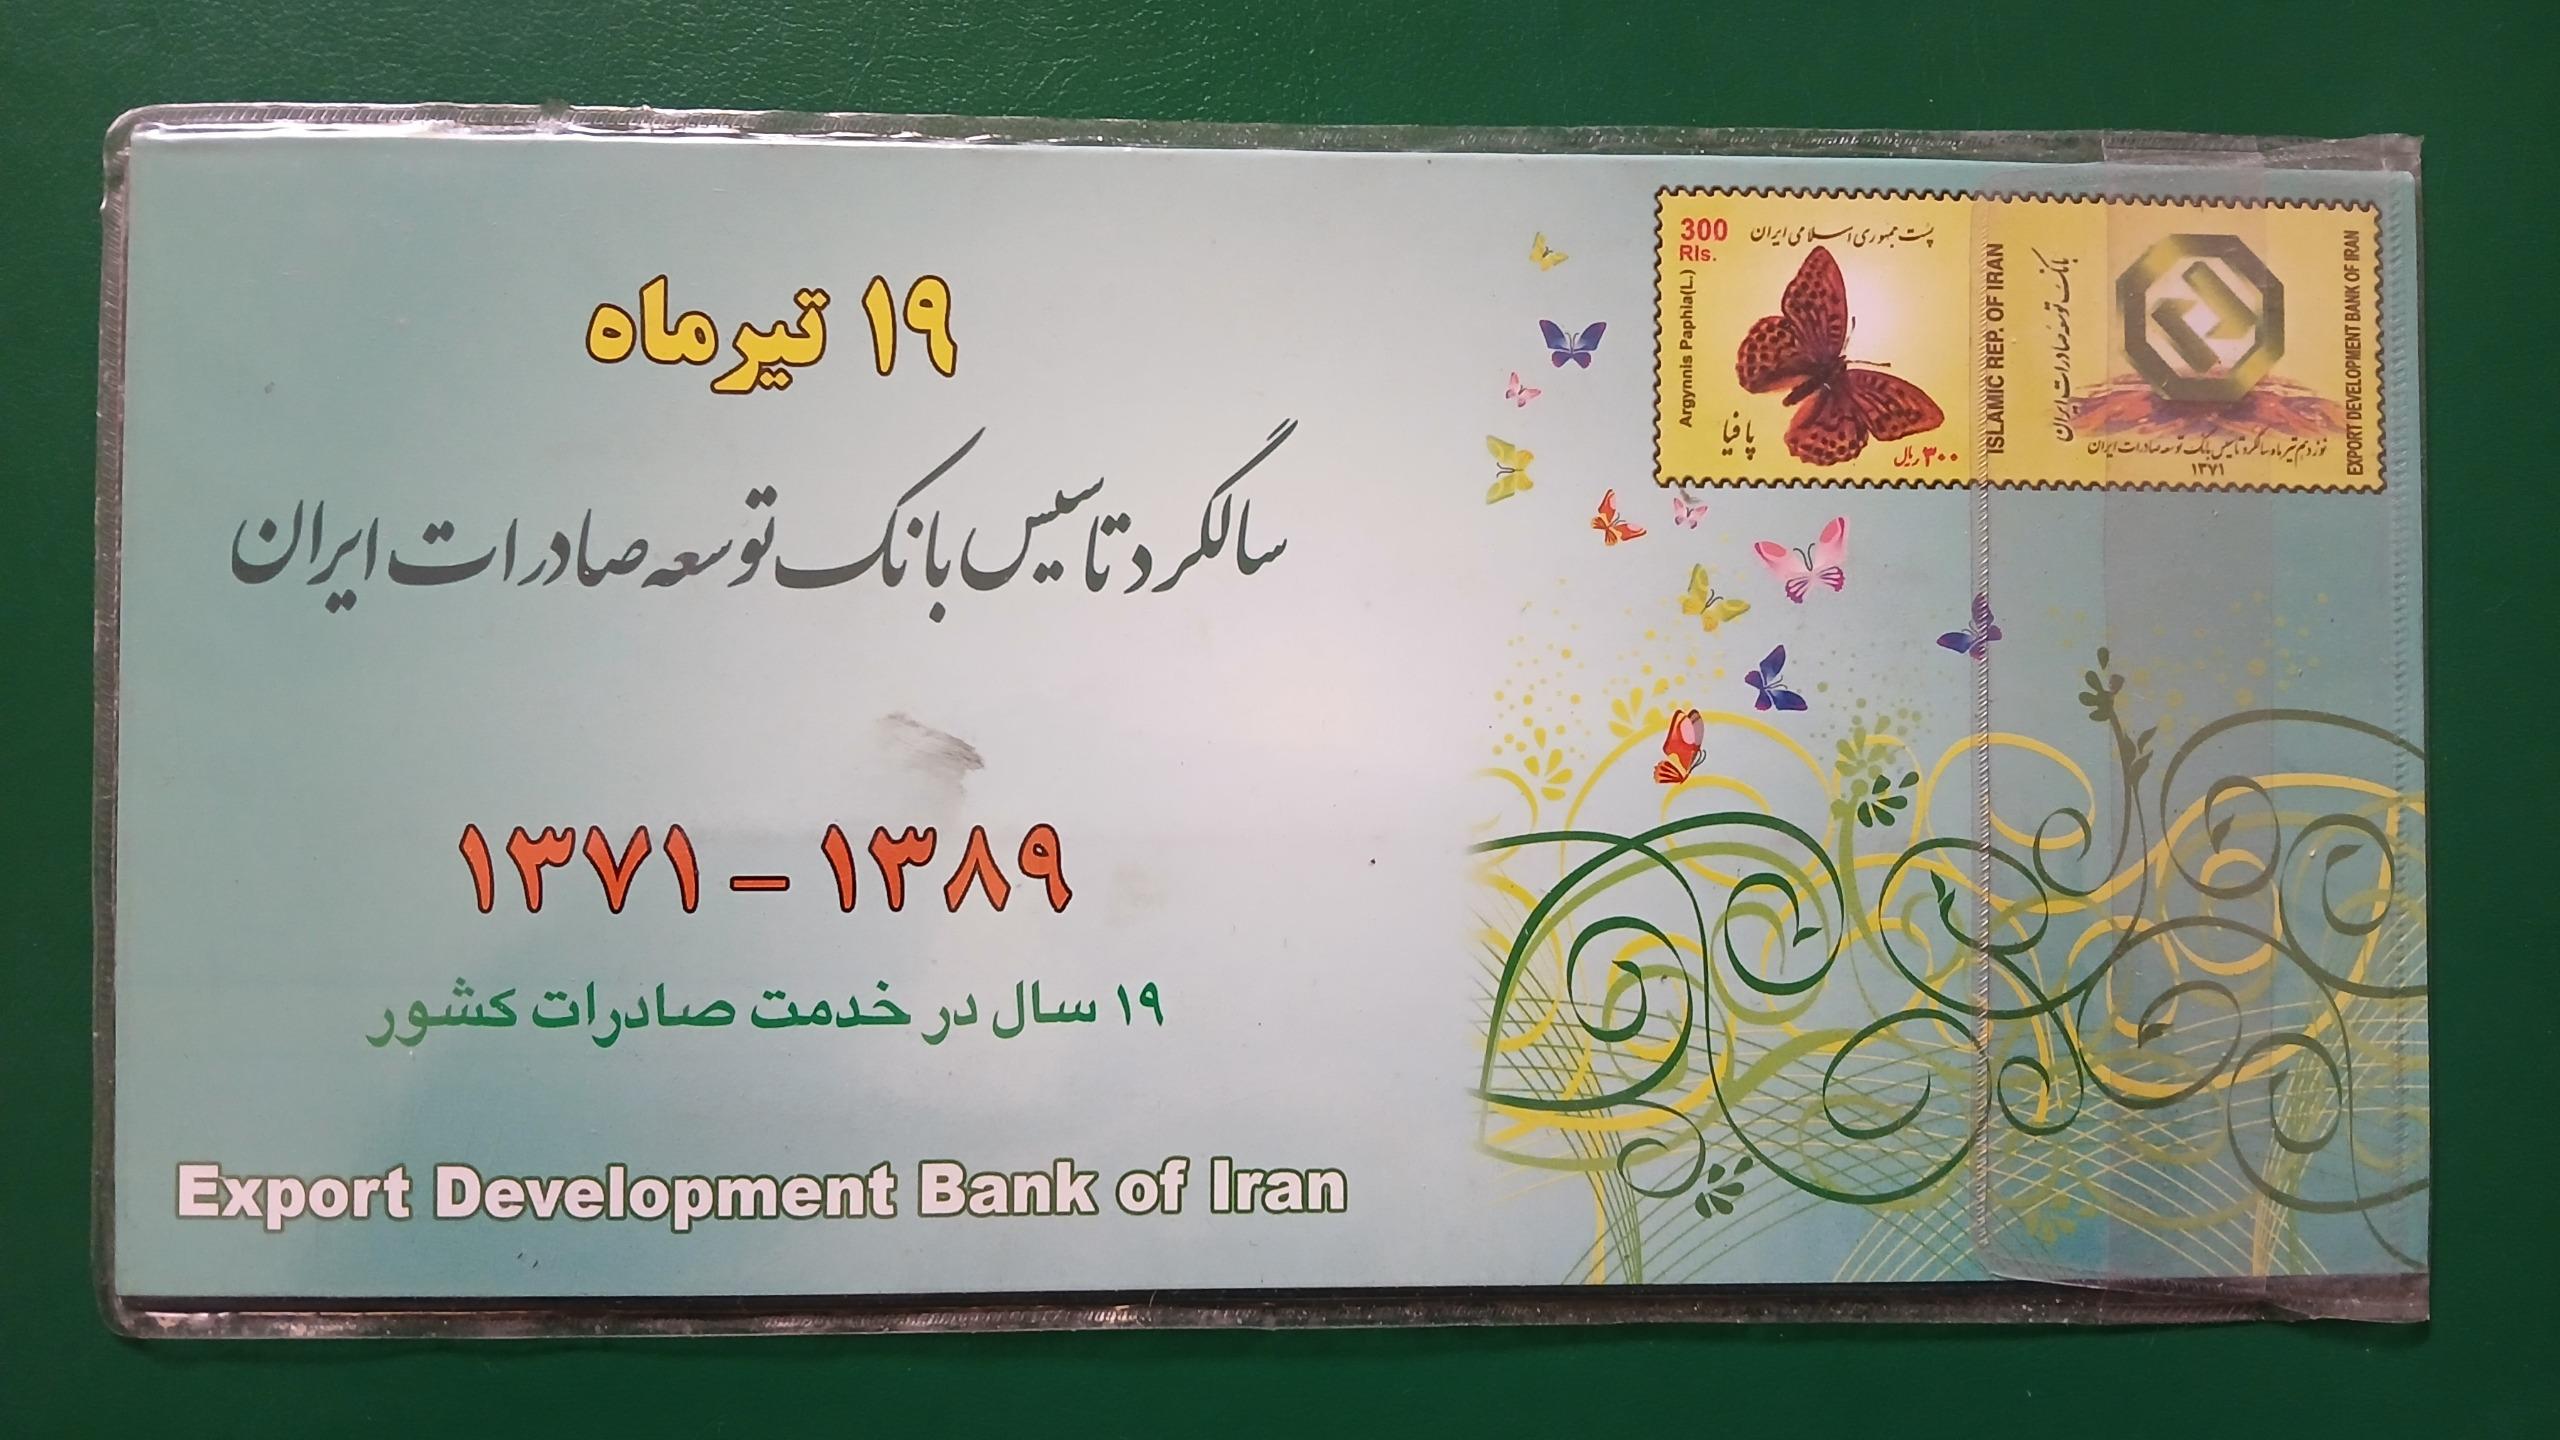 ۱۹ تیرماه
سالگرد تاسیس بانک توسعه صادرات ایران
۱۳۷۱ – ۱۳۸۹
۱۹ سال در خدمت صادرات کشور
Export Development Bank of Iran
300
Rls.
پست جمهوری اسلامی ایران
Argynnis Paphia(L.)
پافیا
۳۰۰ ریال
ISLAMIC REP. OF IRAN
بانک توسعه صادرات ایران
نوزدهم تیرماه سالگرد تاسیس بانک توسعه صادرات ایران
۱۳۷۱
EXPORT DEVELOPMENT BANK OF IRAN